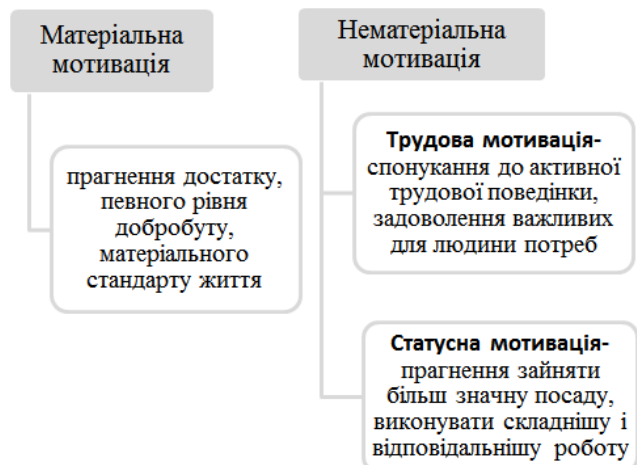 Матеріальна
мотивація
прагнення достатку,
певного рівня
добробуту,
матеріального
стандарту життя
Нематеріальна
мотивація
Трудова мотивація-
спонукання до активної
трудової поведінки,
задоволення важливих
для людини потреб
Статусна мотивація-
прагнення зайняти
більш значну посаду,
виконувати складнішу і
відповідальнішу роботу